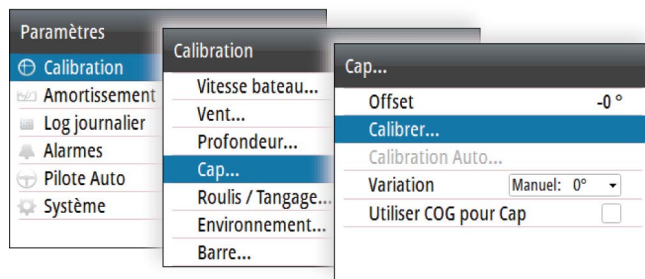 Paramètres
Calibration
Amortissement
Log journalier
Alarmes
Pilote Auto
Système
Calibration
Vitesse bateau...
Vent...
Profondeur...
Cap...
Roulis / Tangage...
Environnement...
Barre...
Cap...
Offset -0 °
Calibrer...
Calibration Auto...
Variation Manuel: 0°
Utiliser COG pour Cap